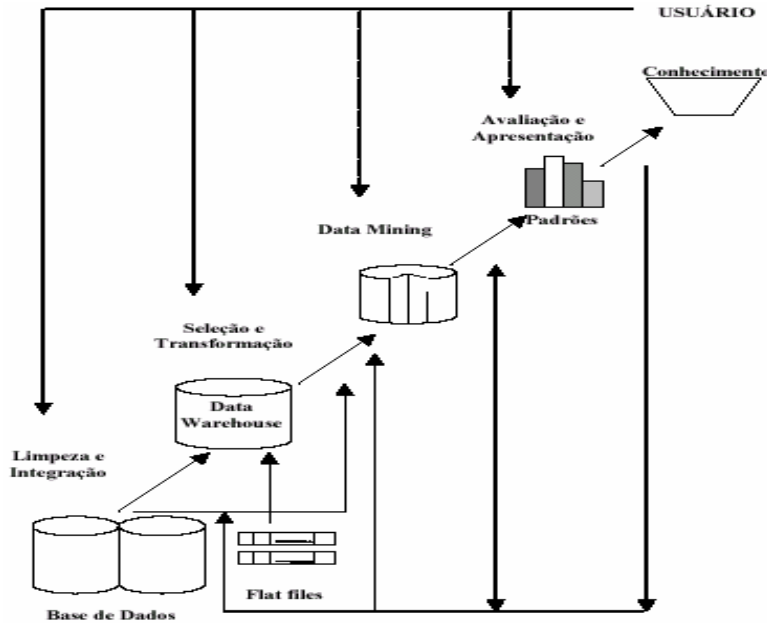 USUÁRIO
Conhecimento
Avaliação e
Apresentação
Padrões
Data Mining
Seleção e
Transformação
Data
Warehouse
Limpeza e
Integração
Flat files
Base de Dados